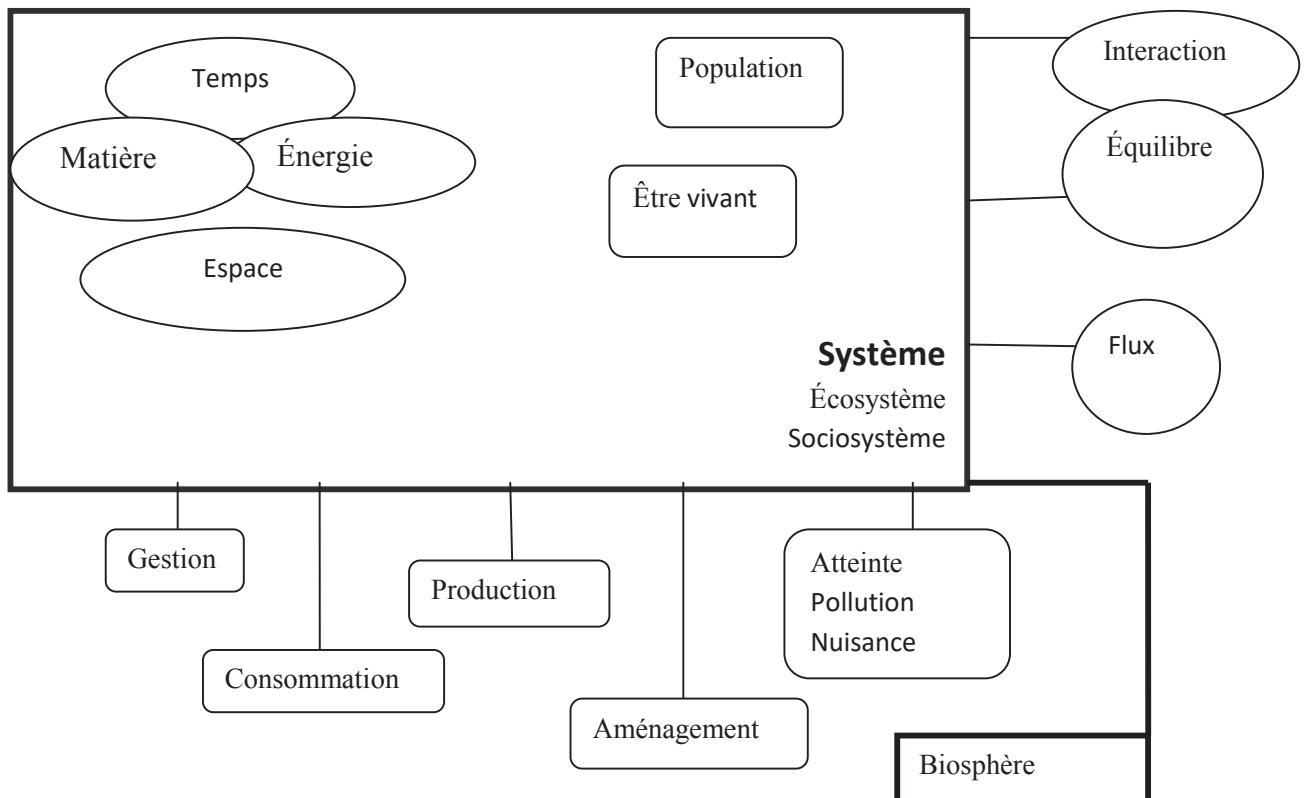 Temps
Matière
Énergie
Espace
Population
Être vivant
Système
Écosystème
Sociosystème
Interaction
Équilibre
Flux
Gestion
Consommation
Production
Aménagement
Atteinte
Pollution
Nuisance
Biosphère